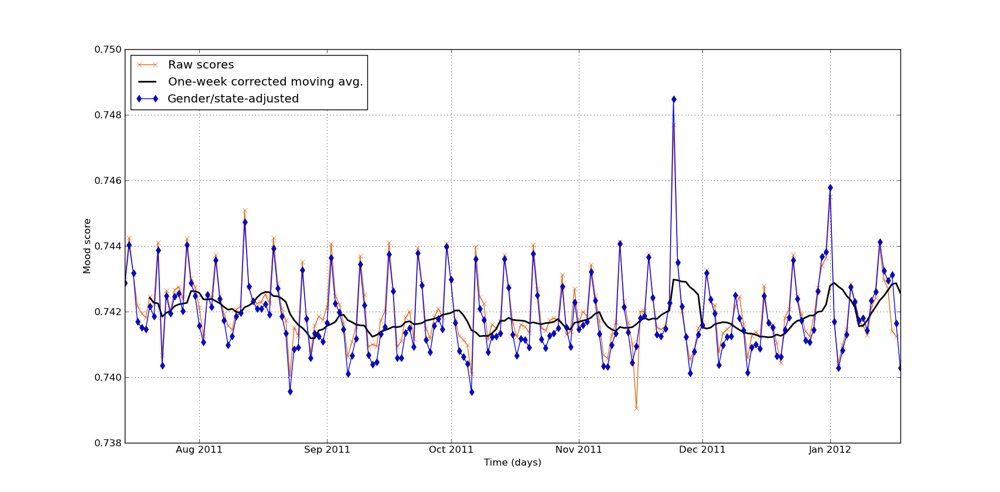 0.750
0.748
0.746
0.744
0.742
0.740
0.738
Mood score
Raw scores
One-week corrected moving avg.
Gender/state-adjusted
Aug 2011
Sep 2011
Oct 2011
Nov 2011
Dec 2011
Jan 2012
Time (days)